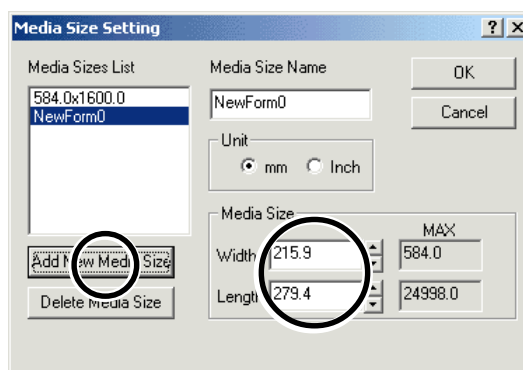 Media Size Setting
Media Sizes List
584.0x1600.0
NewForm0
Add New Media Size
Delete Media Size
Media Size Name
NewForm0
Unit
mm
Inch
Media Size
MAX
Width 215.9 584.0
Length 279.4 24998.0
OK
Cancel